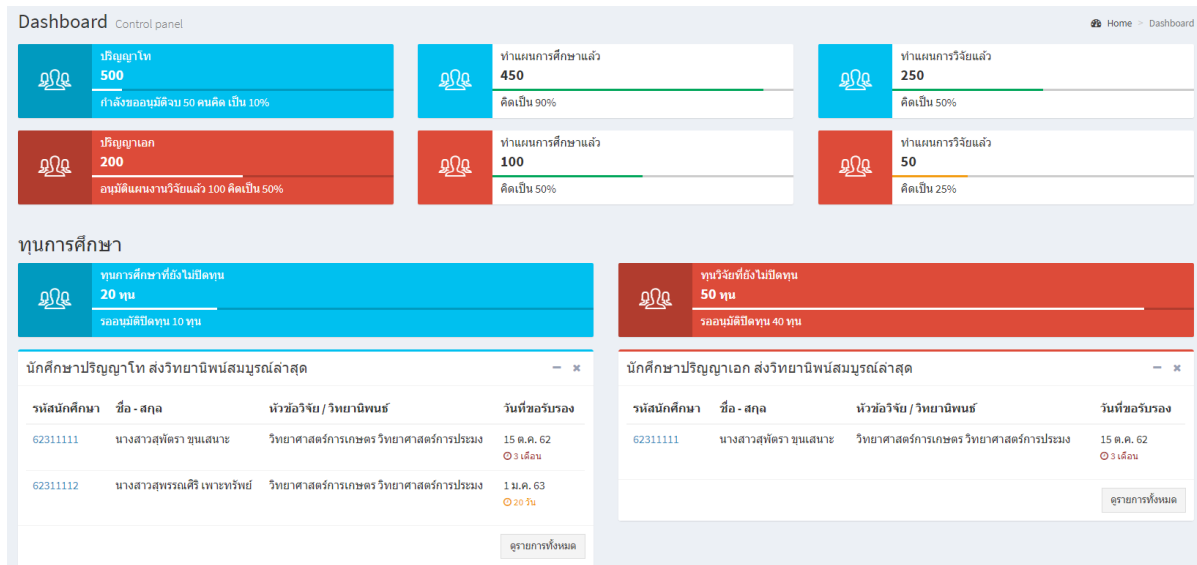 Dashboard Control panel
Home > Dashboard
ปริญญาโท
500
กำลังขออนุมัติจบ 50 คนคิด เป็น 10%
ทำแผนการศึกษาแล้ว
450
คิดเป็น 90%
ทำแผนการวิจัยแล้ว
250
คิดเป็น 50%
ปริญญาเอก
200
อนุมัติแผนงานวิจัยแล้ว 100 คิดเป็น 50%
ทำแผนการศึกษาแล้ว
100
คิดเป็น 50%
ทำแผนการวิจัยแล้ว
50
คิดเป็น 25%
ทุนการศึกษา
ทุนการศึกษาที่ยังไม่ปิดทุน
20 ทุน
รออนุมัติปิดทุน 10 ทุน
ทุนวิจัยที่ยังไม่ปิดทุน
50 ทุน
รออนุมัติปิดทุน 40 ทุน
นักศึกษาปริญญาโท ส่งวิทยานิพน์สมบูรณ์ล่าสุด
รหัสนักศึกษา ชื่อ - สกุล หัวข้อวิจัย / วิทยานิพนธ์ วันที่ขอรับรอง
62311111 นางสาวสุพัตรา ขุนเสนาะ วิทยาศาสตร์การเกษตร วิทยาศาสตร์การประมง 15 ต.ค. 62
3 เดือน
62311112 นางสาวสุพรรณศิริ เพาะทรัพย์ วิทยาศาสตร์การเกษตร วิทยาศาสตร์การประมง 1 ม.ค. 63
20 วัน
ดูรายการทั้งหมด
นักศึกษาปริญญาเอก ส่งวิทยานิพน์สมบูรณ์ล่าสุด
รหัสนักศึกษา ชื่อ - สกุล หัวข้อวิจัย / วิทยานิพนธ์ วันที่ขอรับรอง
62311111 นางสาวสุพัตรา ขุนเสนาะ วิทยาศาสตร์การเกษตร วิทยาศาสตร์การประมง 15 ต.ค. 62
3 เดือน
ดูรายการทั้งหมด